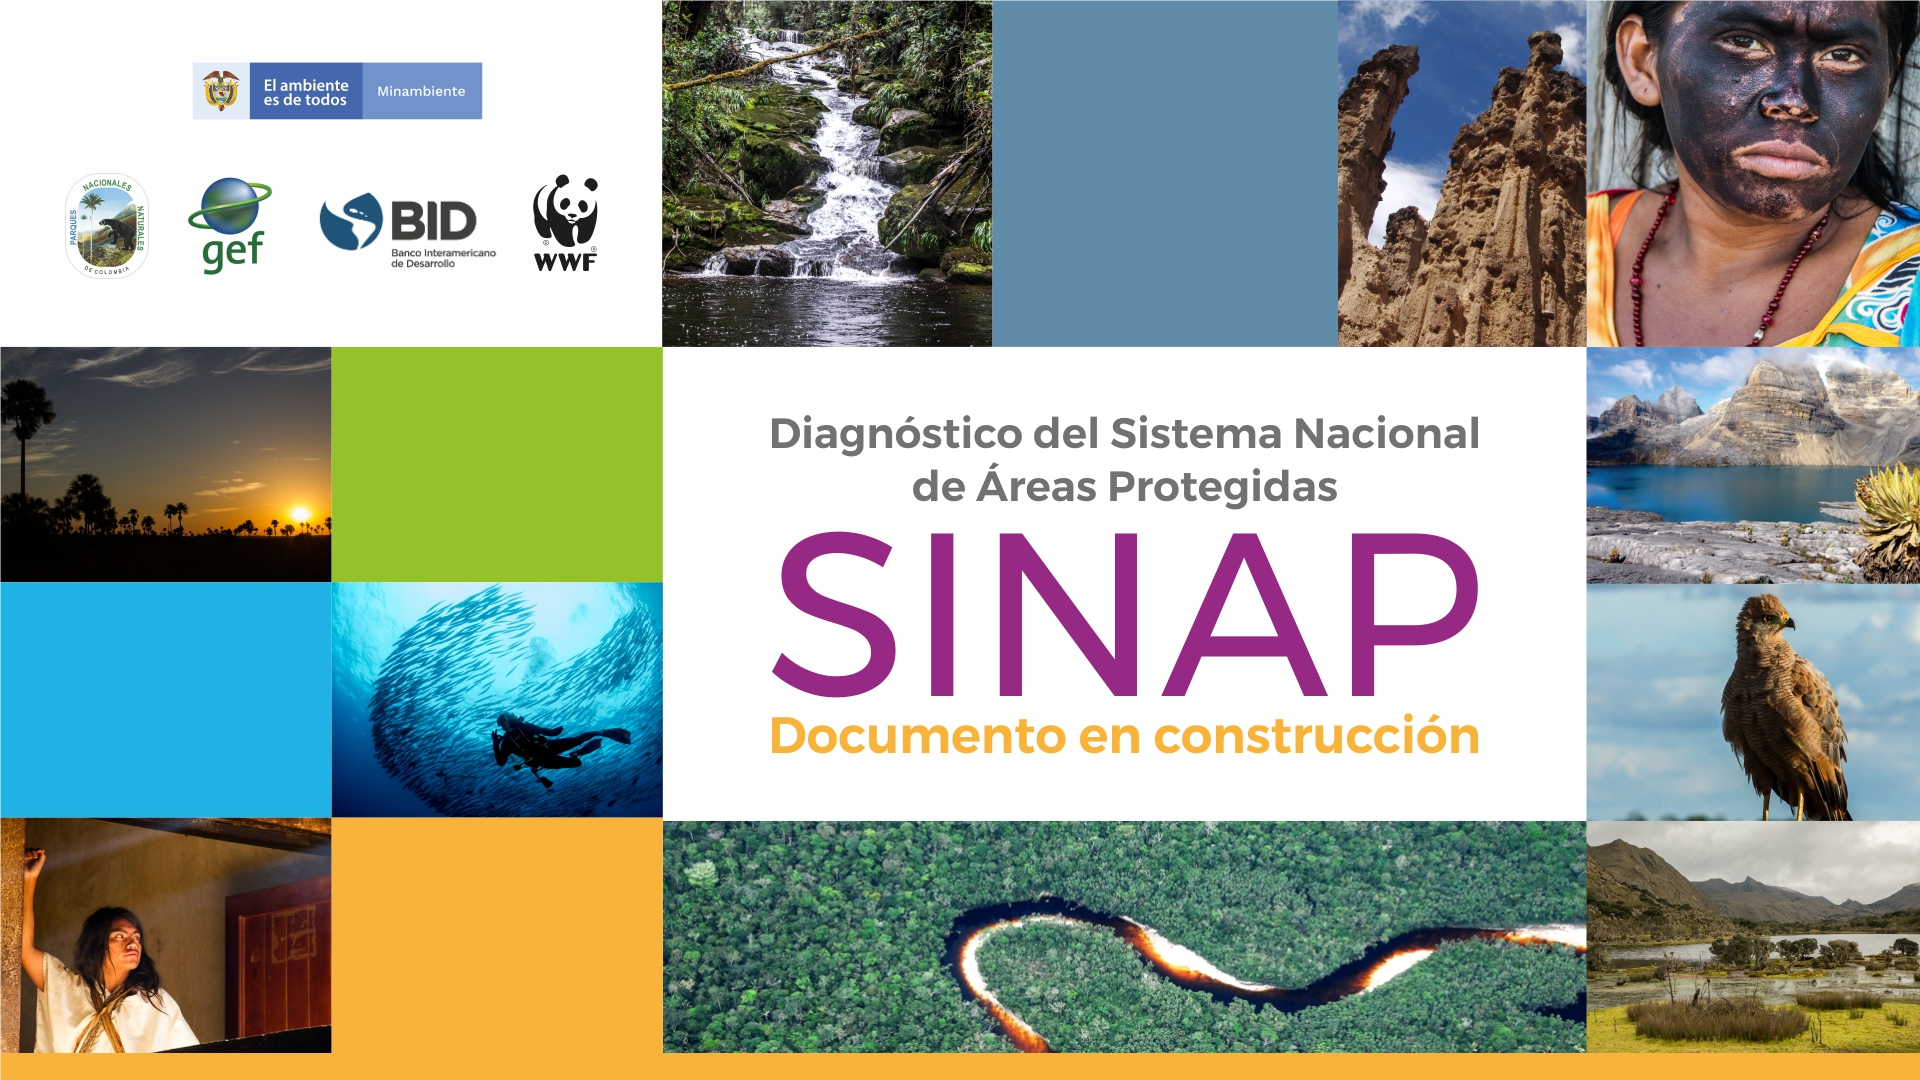 El ambiente
es de todos
Minambiente
PARQUES NACIONALES NATURALES
DE COLOMBIA
gef
BID
Banco Interamericano
de Desarrollo
©
®
WWF
Diagnóstico del Sistema Nacional
de Áreas Protegidas
SINAP
Documento en construcción